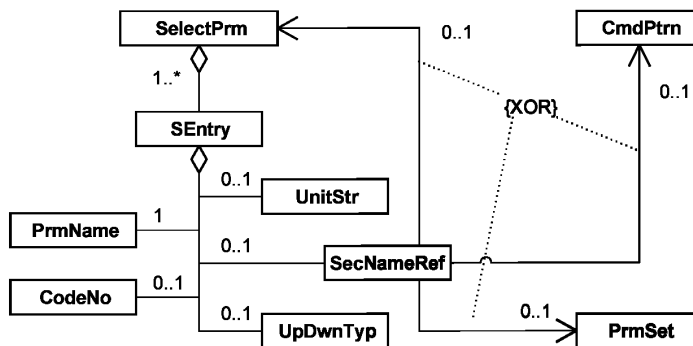 SelectPrm
0..1
CmdPtrn
1..*
0..1
{XOR}
SEntry
0..1
UnitStr
PrmName
1
0..1
SecNameRef
CodeNo
0..1
0..1
UpDwnTyp
0..1
PrmSet